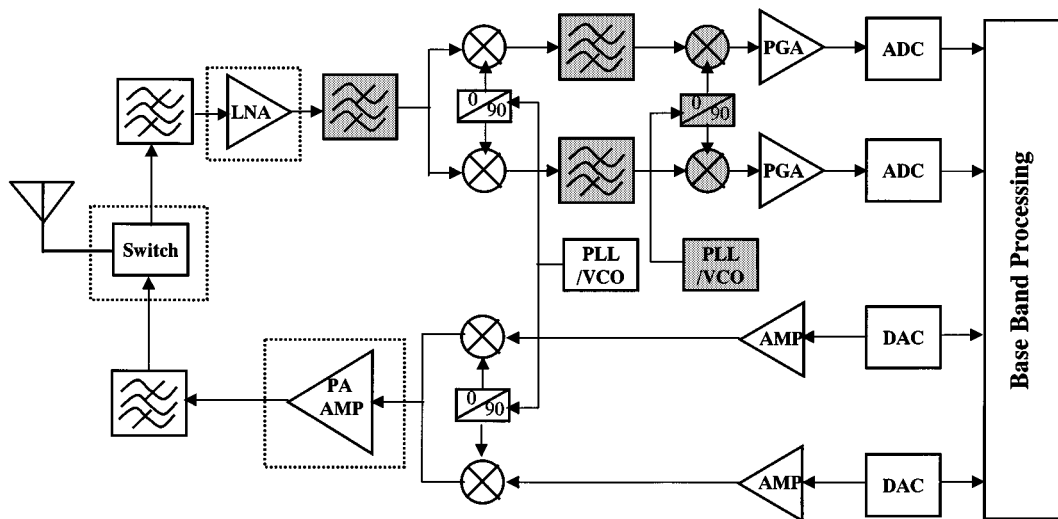 PGA
ADC
LNA
0
90
0
90
PGA
ADC
Switch
PLL
/VCO
PLL
/VCO
Base Band Processing
AMP
DAC
PA
AMP
0
90
AMP
DAC